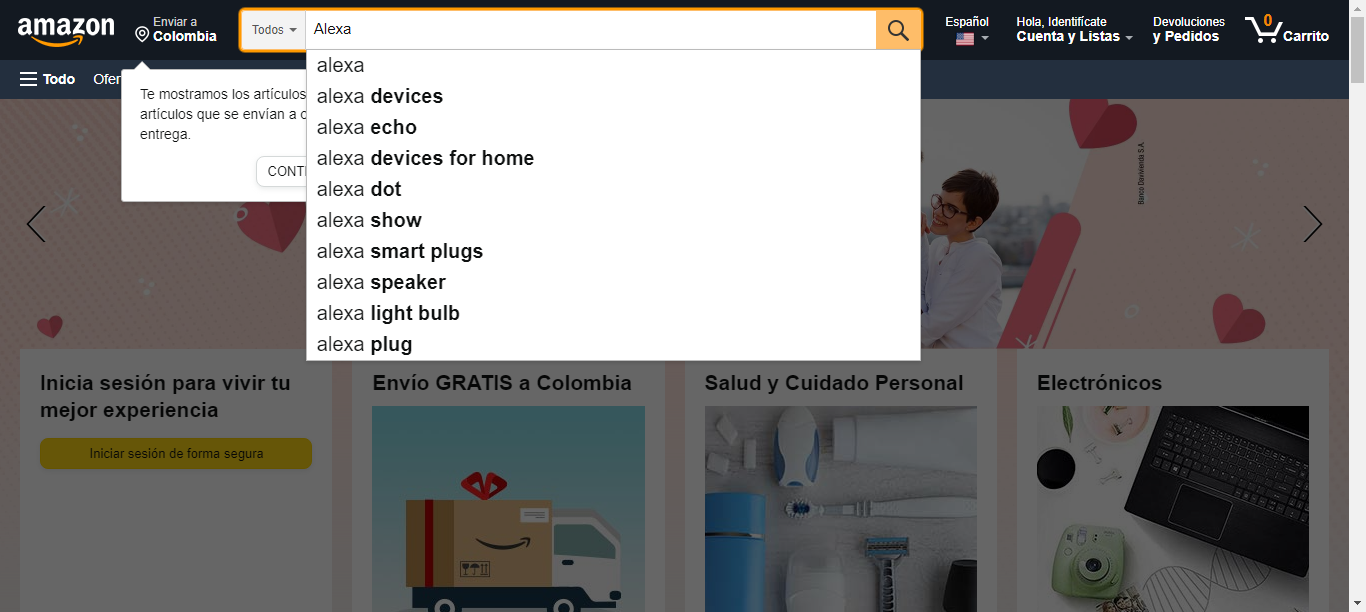 amazon
Enviar a
Colombia
Todos
Alexa
Español
Hola, Identifícate
Cuenta y Listas
Devoluciones
y Pedidos
0
Carrito
Todo
Ofer
Te mostramos los artículos
artículos que se envían a
entrega.
CONTI
alexa
alexa devices
alexa echo
alexa devices for home
alexa dot
alexa show
alexa smart plugs
alexa speaker
alexa light bulb
alexa plug
Banco Davivienda S.A.
Inicia sesión para vivir tu
mejor experiencia
Iniciar sesión de forma segura
Envío GRATIS a Colombia
Salud y Cuidado Personal
Electrónicos